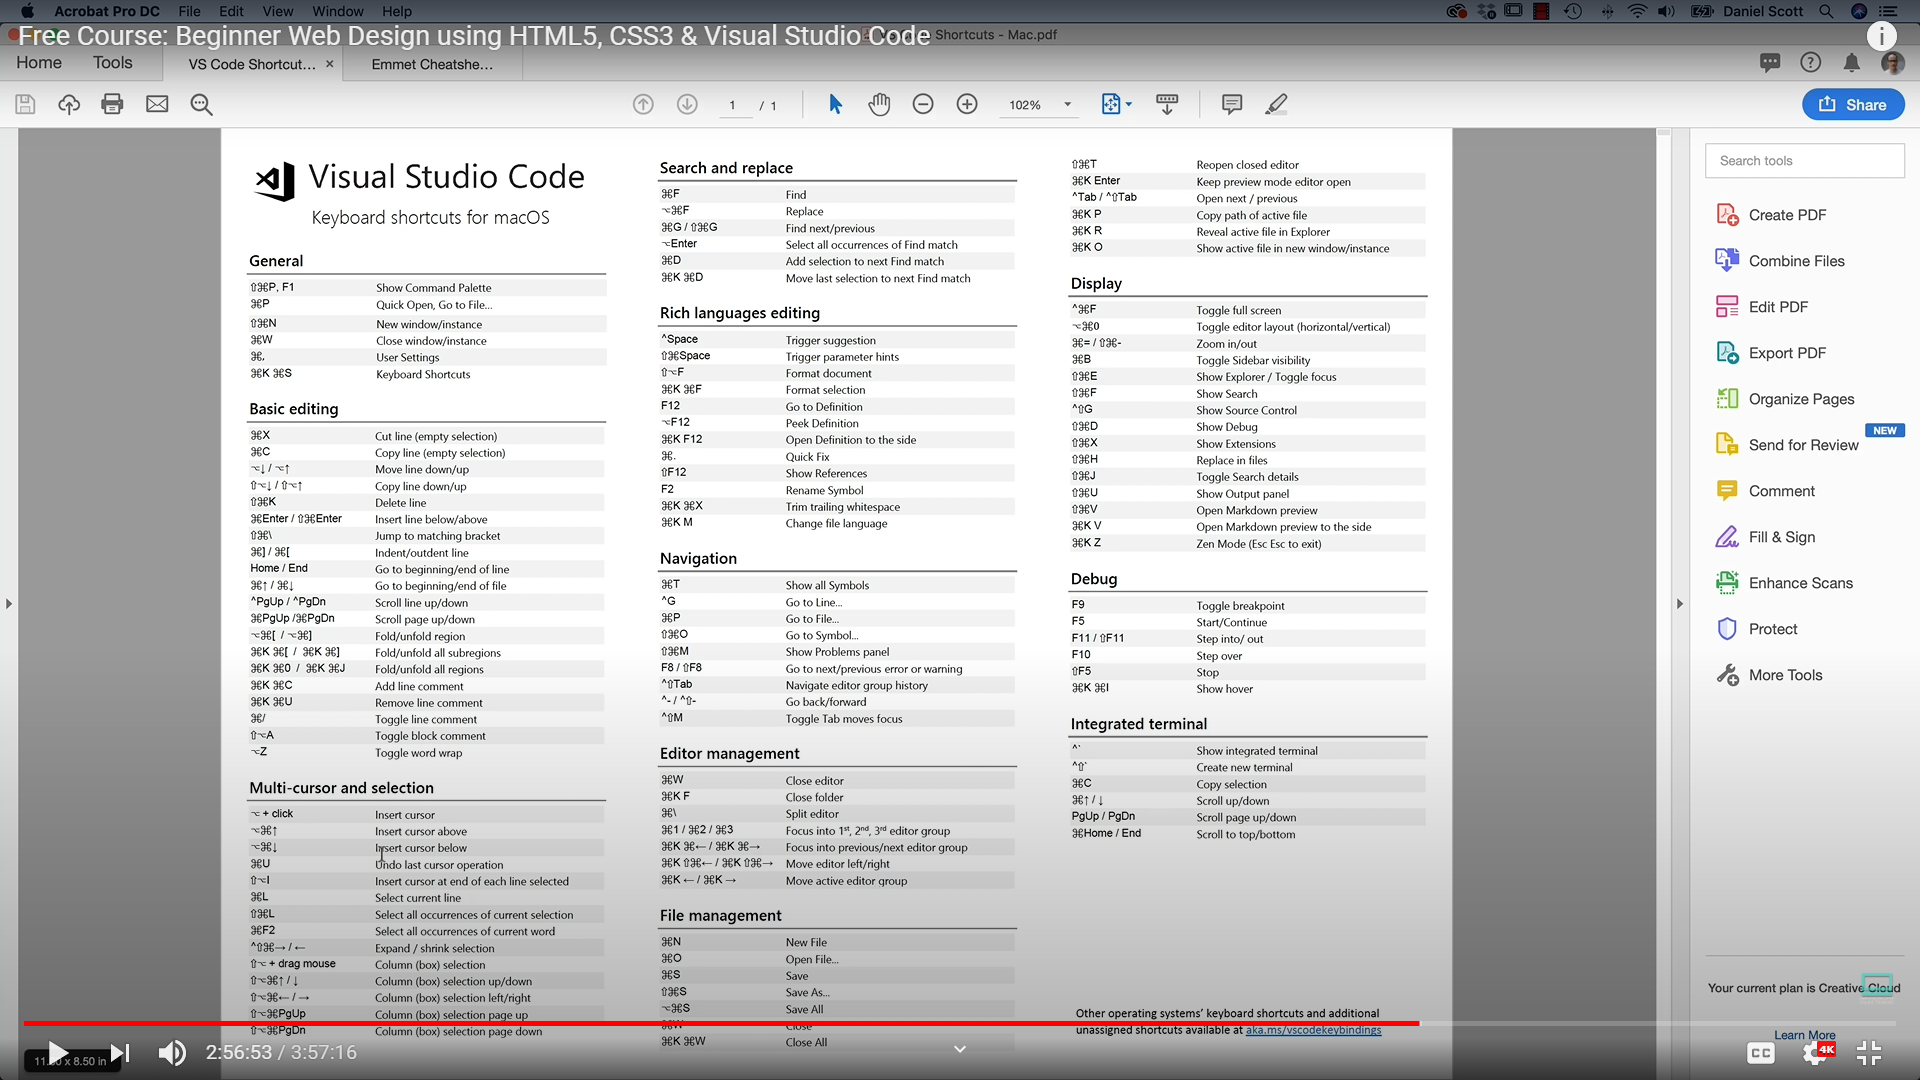 Acrobat Pro DC File Edit View Window Help
Daniel Scott
Free Course: Beginner Web Design using HTML5, CSS3 & Visual Studio Code
Shortcuts - Mac.pdf
Home Tools VS Code Shortcut... × Emmet Cheatshe...
1 / 1 102% Share
Visual Studio Code
Keyboard shortcuts for macOS
General
⇧⌘P, F1 Show Command Palette
⌘P Quick Open, Go to File...
⇧⌘N New window/instance
⌘W Close window/instance
⌘, User Settings
⌘K ⌘S Keyboard Shortcuts
Basic editing
⌘X Cut line (empty selection)
⌘C Copy line (empty selection)
⌥↓ / ⌥↑ Move line down/up
⇧⌥↓ / ⇧⌥↑ Copy line down/up
⇧⌘K Delete line
⌘Enter / ⇧⌘Enter Insert line below/above
⇧⌘\ Jump to matching bracket
⌘] / ⌘[ Indent/outdent line
Home / End Go to beginning/end of line
⌘↑ / ⌘↓ Go to beginning/end of file
^PgUp / ^PgDn Scroll line up/down
⌘PgUp /⌘PgDn Scroll page up/down
⌥⌘[ / ⌥⌘] Fold/unfold region
⌘K ⌘[ / ⌘K ⌘] Fold/unfold all subregions
⌘K ⌘0 / ⌘K ⌘J Fold/unfold all regions
⌘K ⌘C Add line comment
⌘K ⌘U Remove line comment
⌘/ Toggle line comment
⇧⌥A Toggle block comment
⌥Z Toggle word wrap
Multi-cursor and selection
⌥ + click Insert cursor
⌥⌘↑ Insert cursor above
⌥⌘↓ Insert cursor below
⌘U Undo last cursor operation
⇧⌥I Insert cursor at end of each line selected
⌘L Select current line
⇧⌘L Select all occurrences of current selection
⌘F2 Select all occurrences of current word
^⇧⌘→ / ← Expand / shrink selection
⇧⌥ + drag mouse Column (box) selection
⇧⌥⌘↑ / ↓ Column (box) selection up/down
⇧⌥⌘← / → Column (box) selection left/right
⇧⌥⌘PgUp Column (box) selection page up
⇧⌥⌘PgDn Column (box) selection page down
Search and replace
⌘F Find
⌥⌘F Replace
⌘G / ⇧⌘G Find next/previous
⌥Enter Select all occurrences of Find match
⌘D Add selection to next Find match
⌘K ⌘D Move last selection to next Find match
Rich languages editing
^Space Trigger suggestion
⇧⌘Space Trigger parameter hints
⇧⌥F Format document
⌘K ⌘F Format selection
F12 Go to Definition
⌥F12 Peek Definition
⌘K F12 Open Definition to the side
⌘. Quick Fix
⇧F12 Show References
F2 Rename Symbol
⌘K ⌘X Trim trailing whitespace
⌘K M Change file language
Navigation
⌘T Show all Symbols
^G Go to Line...
⌘P Go to File...
⇧⌘O Go to Symbol...
⇧⌘M Show Problems panel
F8 / ⇧F8 Go to next/previous error or warning
^⇧Tab Navigate editor group history
^- / ^⇧- Go back/forward
^⇧M Toggle Tab moves focus
Editor management
⌘W Close editor
⌘K F Close folder
⌘\ Split editor
⌘1 / ⌘2 / ⌘3 Focus into 1st, 2nd, 3rd editor group
⌘K ⌘← / ⌘K ⌘→ Focus into previous/next editor group
⌘K ⇧⌘← / ⌘K ⇧⌘→ Move editor left/right
⌘K ← / ⌘K → Move active editor group
File management
⌘N New File
⌘O Open File...
⌘S Save
⇧⌘S Save As...
⌥⌘S Save All
⌘W Close
⌘K ⌘W Close All
⇧⌘T Reopen closed editor
⌘K Enter Keep preview mode editor open
^Tab / ^⇧Tab Open next / previous
⌘K P Copy path of active file
⌘K R Reveal active file in Explorer
⌘K O Show active file in new window/instance
Display
^⌘F Toggle full screen
⌥⌘0 Toggle editor layout (horizontal/vertical)
⌘= / ⇧⌘- Zoom in/out
⌘B Toggle Sidebar visibility
⇧⌘E Show Explorer / Toggle focus
⇧⌘F Show Search
^⇧G Show Source Control
⇧⌘D Show Debug
⇧⌘X Show Extensions
⇧⌘H Replace in files
⇧⌘J Toggle Search details
⇧⌘U Show Output panel
⇧⌘V Open Markdown preview
⌘K V Open Markdown preview to the side
⌘K Z Zen Mode (Esc Esc to exit)
Debug
F9 Toggle breakpoint
F5 Start/Continue
F11 / ⇧F11 Step into/ out
F10 Step over
⇧F5 Stop
⌘K ⌘I Show hover
Integrated terminal
^` Show integrated terminal
^⇧` Create new terminal
⌘C Copy selection
⌘↑ / ↓ Scroll up/down
PgUp / PgDn Scroll page up/down
⌘Home / End Scroll to top/bottom
Other operating systems' keyboard shortcuts and additional
unassigned shortcuts available at aka.ms/vscodekeybindings
Search tools
Create PDF
Combine Files
Edit PDF
Export PDF
Organize Pages
NEW
Send for Review
Comment
Fill & Sign
Enhance Scans
Protect
More Tools
Your current plan is Creative Cloud
Learn More
2:56:53 / 3:57:16
x 8.50 in
CC 4K